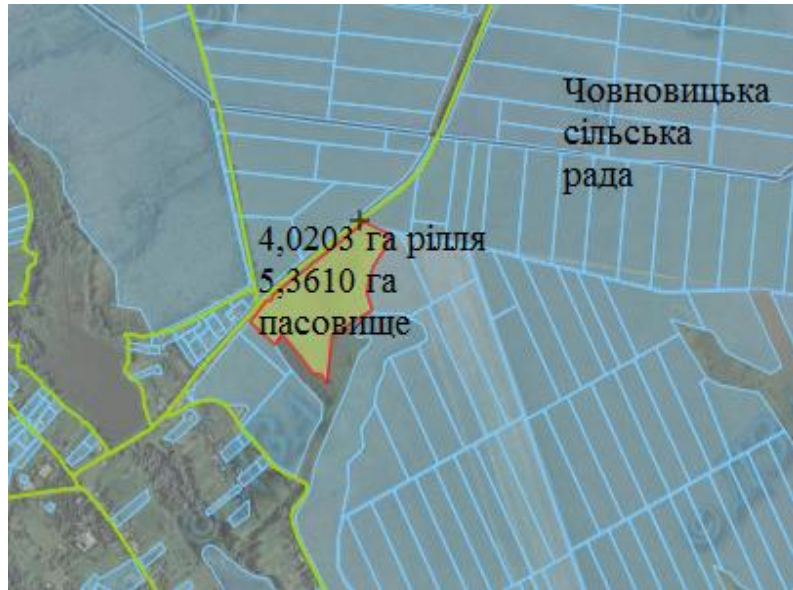 Човновицька
сільська
рада
4,0203 га рілля
5,3610 га
пасовище